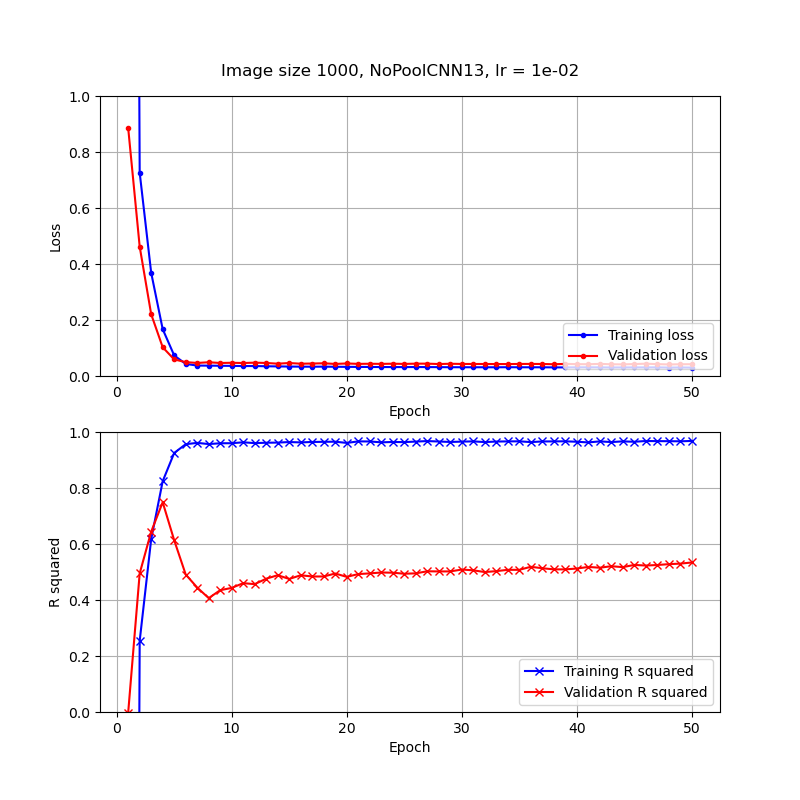 Image size 1000, NoPoolCNN13, lr = 1e-02
1.0
0.8
0.6
0.4
0.2
0.0
Loss
Training loss
Validation loss
0 10 20 30 40 50
Epoch
1.0
0.8
0.6
0.4
0.2
0.0
R squared
Training R squared
Validation R squared
0 10 20 30 40 50
Epoch